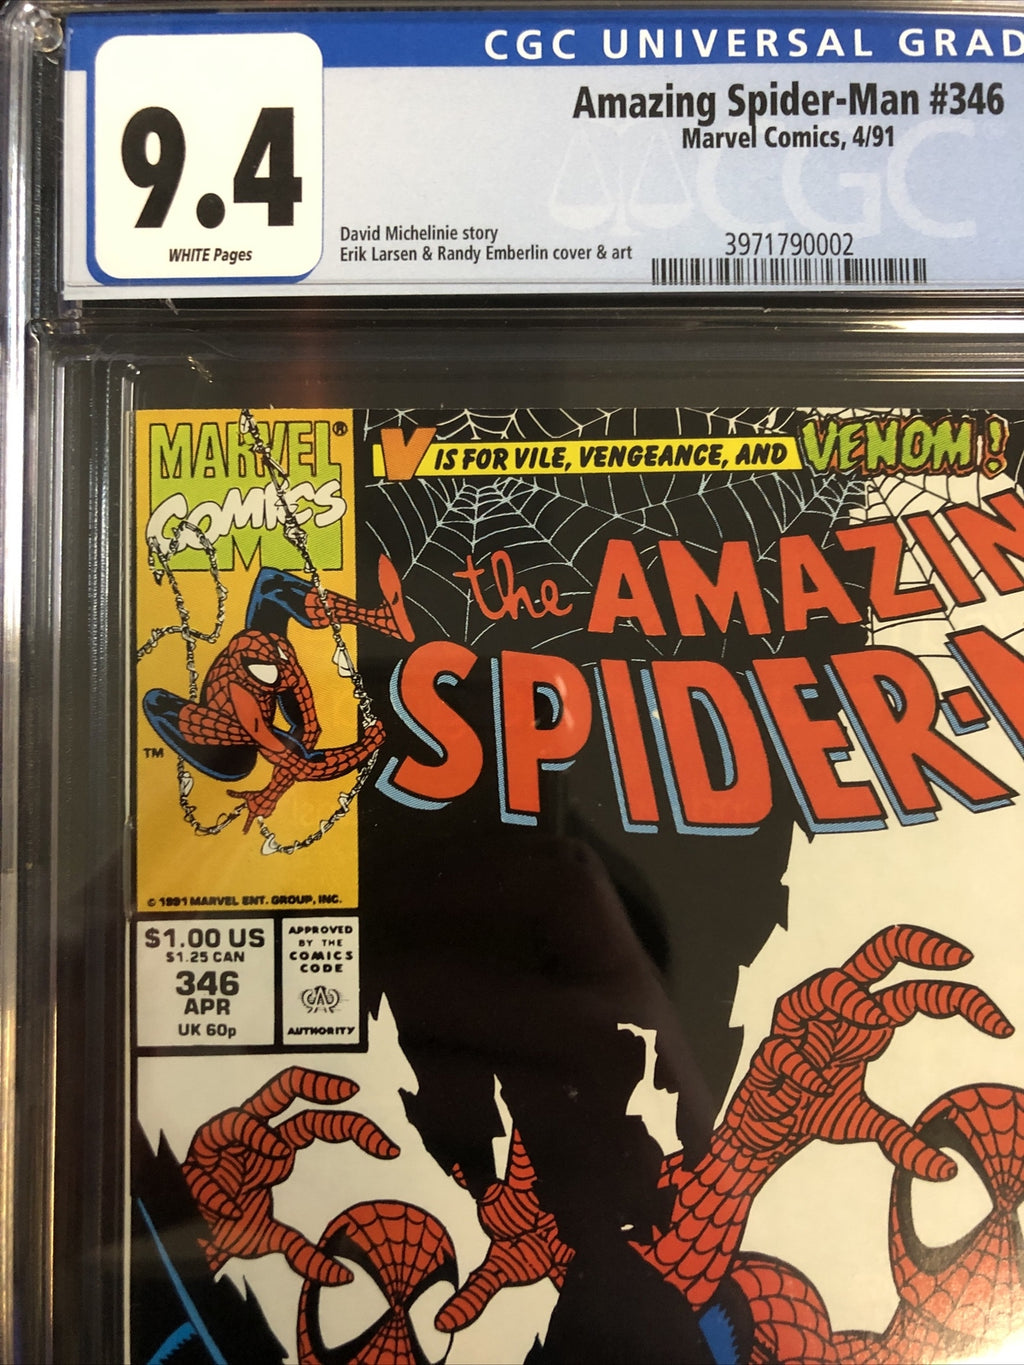 CGC UNIVERSAL GRAD
9.4
WHITE Pages
Amazing Spider-Man #346
Marvel Comics, 4/91
CGC
David Michelinie story
Erik Larsen & Randy Emberlin cover & art
3971790002
MARVEL®
COMICS
V IS FOR VILE, VENGEANCE, AND VENOM!
the AMAZIN
SPIDER-M
TM
© 1991 MARVEL ENT. GROUP, INC.
$1.00 US
$1.25 CAN
346
APR
UK 60p
APPROVED
BY THE
COMICS
CODE
AUTHORITY